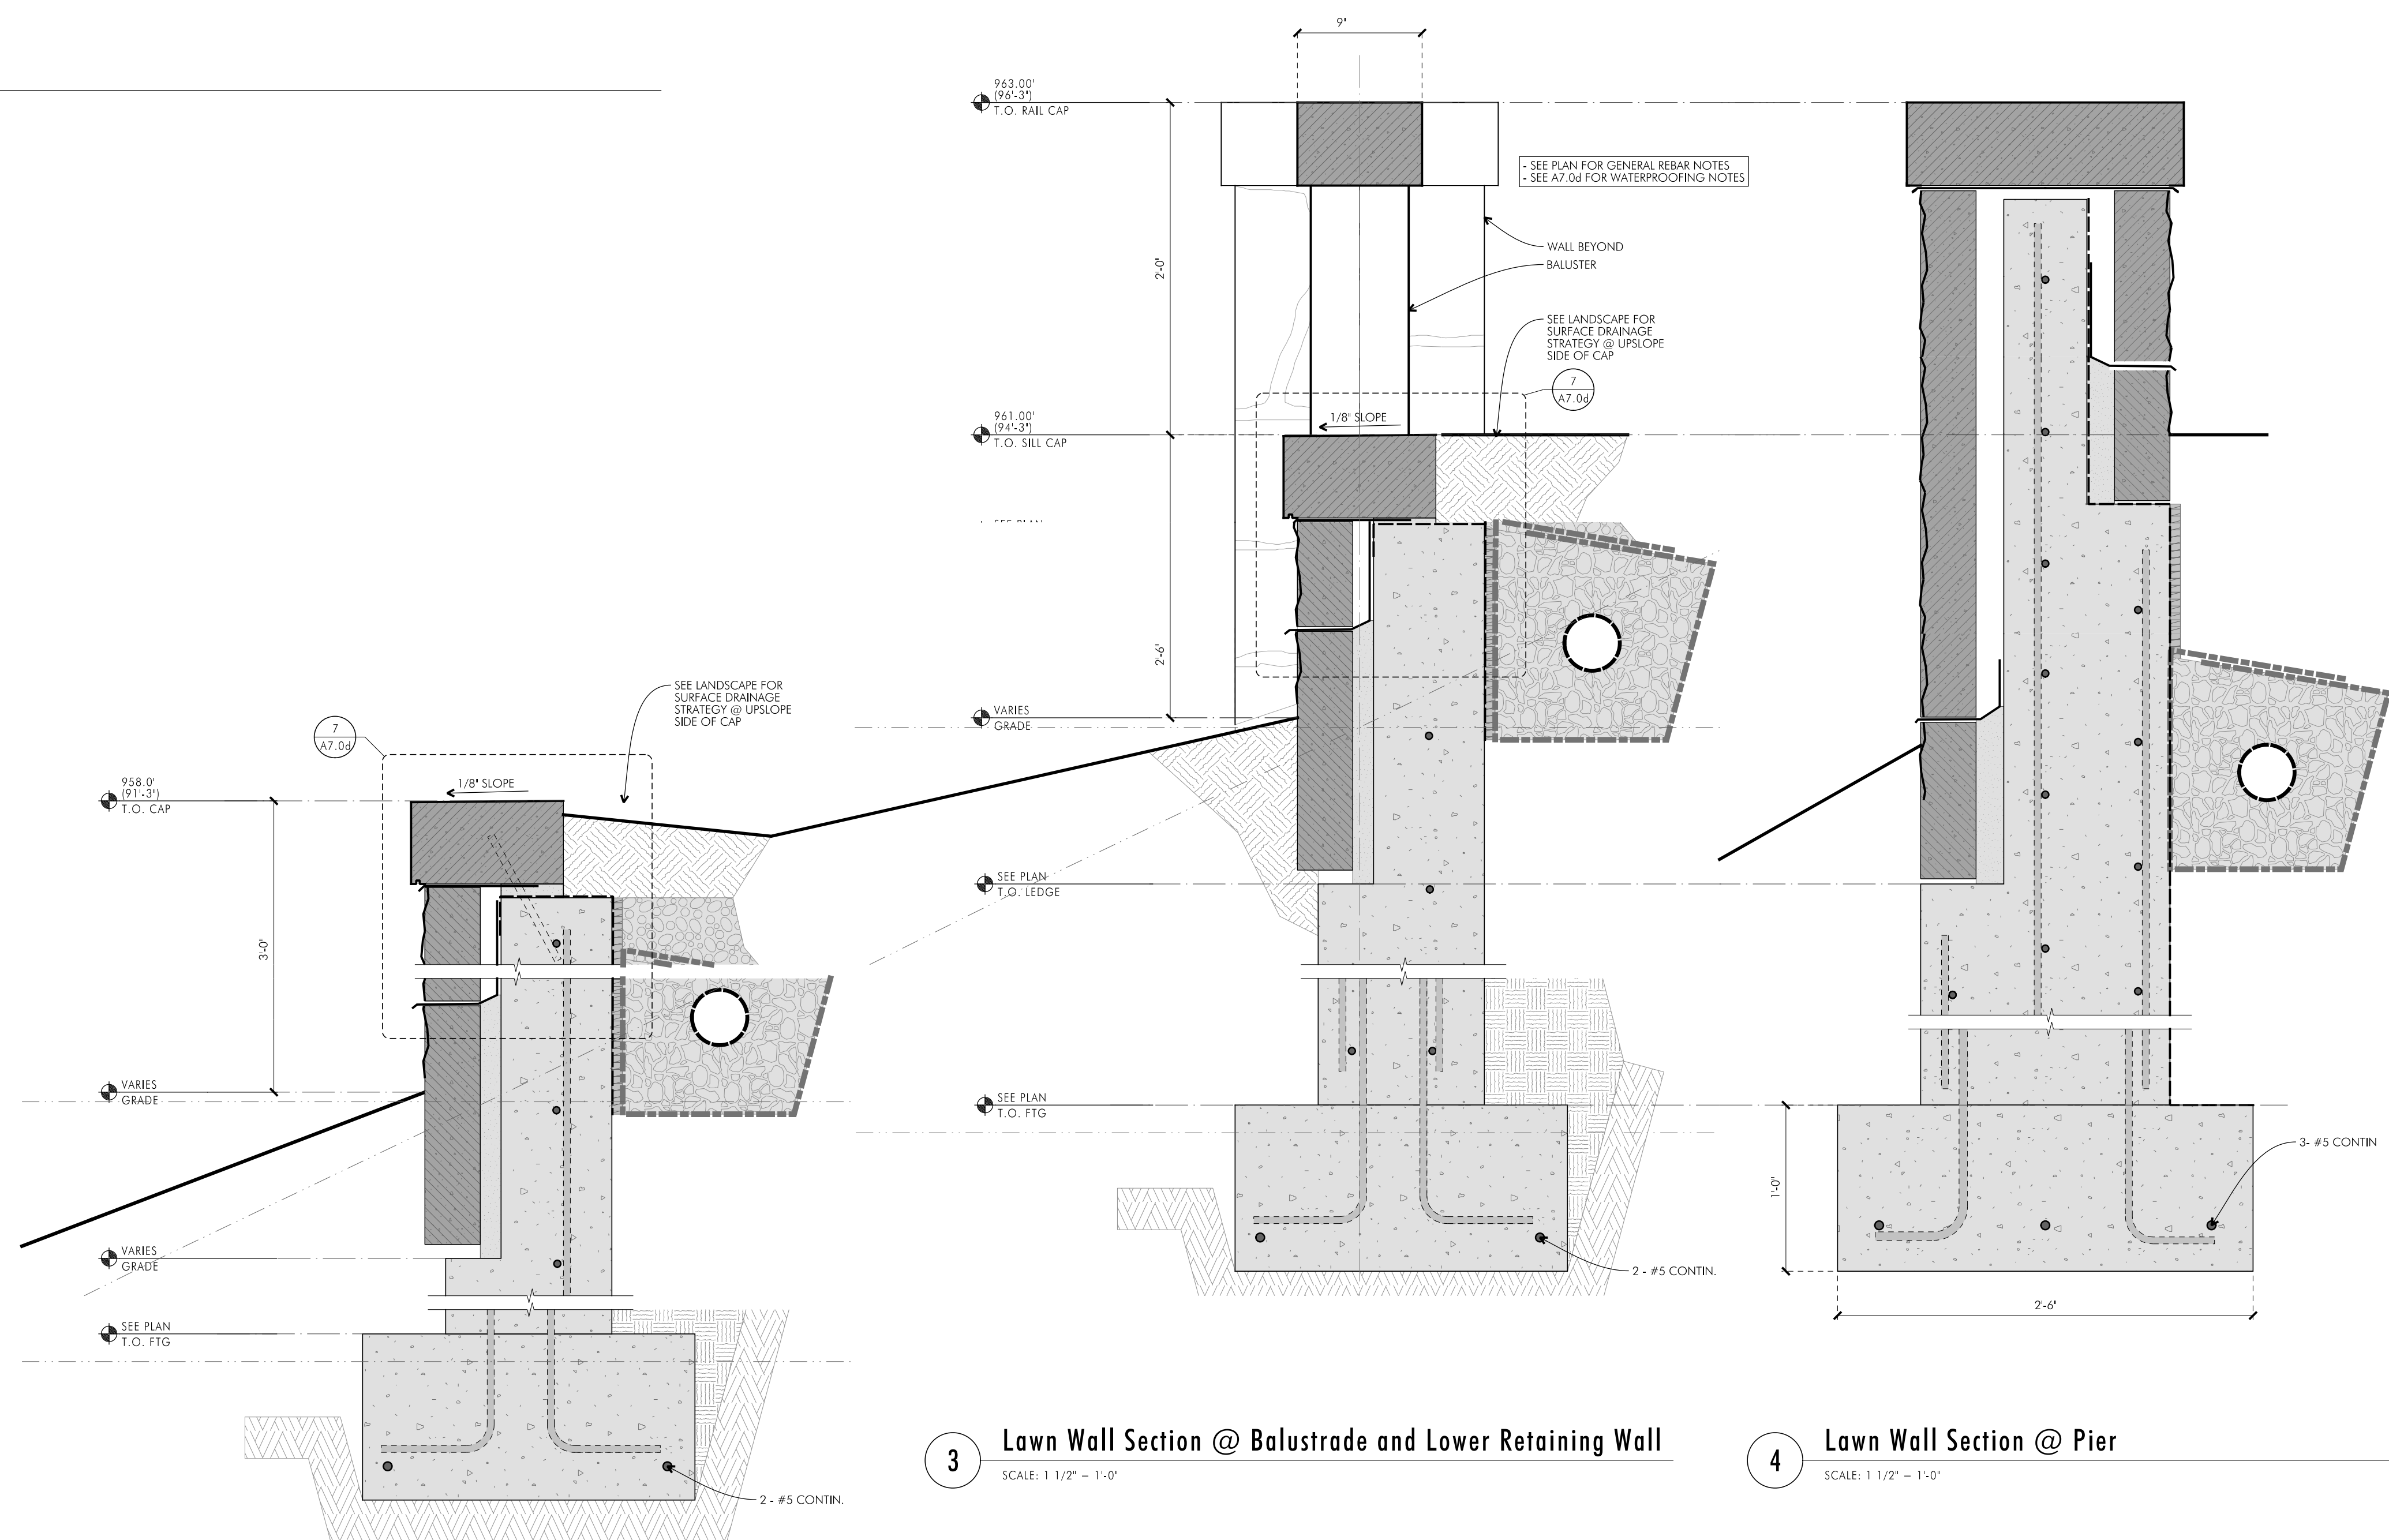 9"
963.00'
(96'-3")
T.O. RAIL CAP
- SEE PLAN FOR GENERAL REBAR NOTES
- SEE A7.0d FOR WATERPROOFING NOTES
WALL BEYOND
BALUSTER
2'-0"
SEE LANDSCAPE FOR
SURFACE DRAINAGE
STRATEGY @ UPSLOPE
SIDE OF CAP
7
A7.0d
961.00'
(94'-3")
T.O. SILL CAP
1/8" SLOPE
SEE PLAN
2'-6"
VARIES
GRADE
SEE LANDSCAPE FOR
SURFACE DRAINAGE
STRATEGY @ UPSLOPE
SIDE OF CAP
7
A7.0d
958.0'
(91'-3")
T.O. CAP
1/8" SLOPE
3'-0"
VARIES
GRADE
VARIES
GRADE
SEE PLAN
T.O. FTG
2 - #5 CONTIN.
SEE PLAN
T.O. LEDGE
SEE PLAN
T.O. FTG
2 - #5 CONTIN.
3- #5 CONTIN
1'-0"
2'-6"
3
Lawn Wall Section @ Balustrade and Lower Retaining Wall
SCALE: 1 1/2" = 1'-0"
4
Lawn Wall Section @ Pier
SCALE: 1 1/2" = 1'-0"